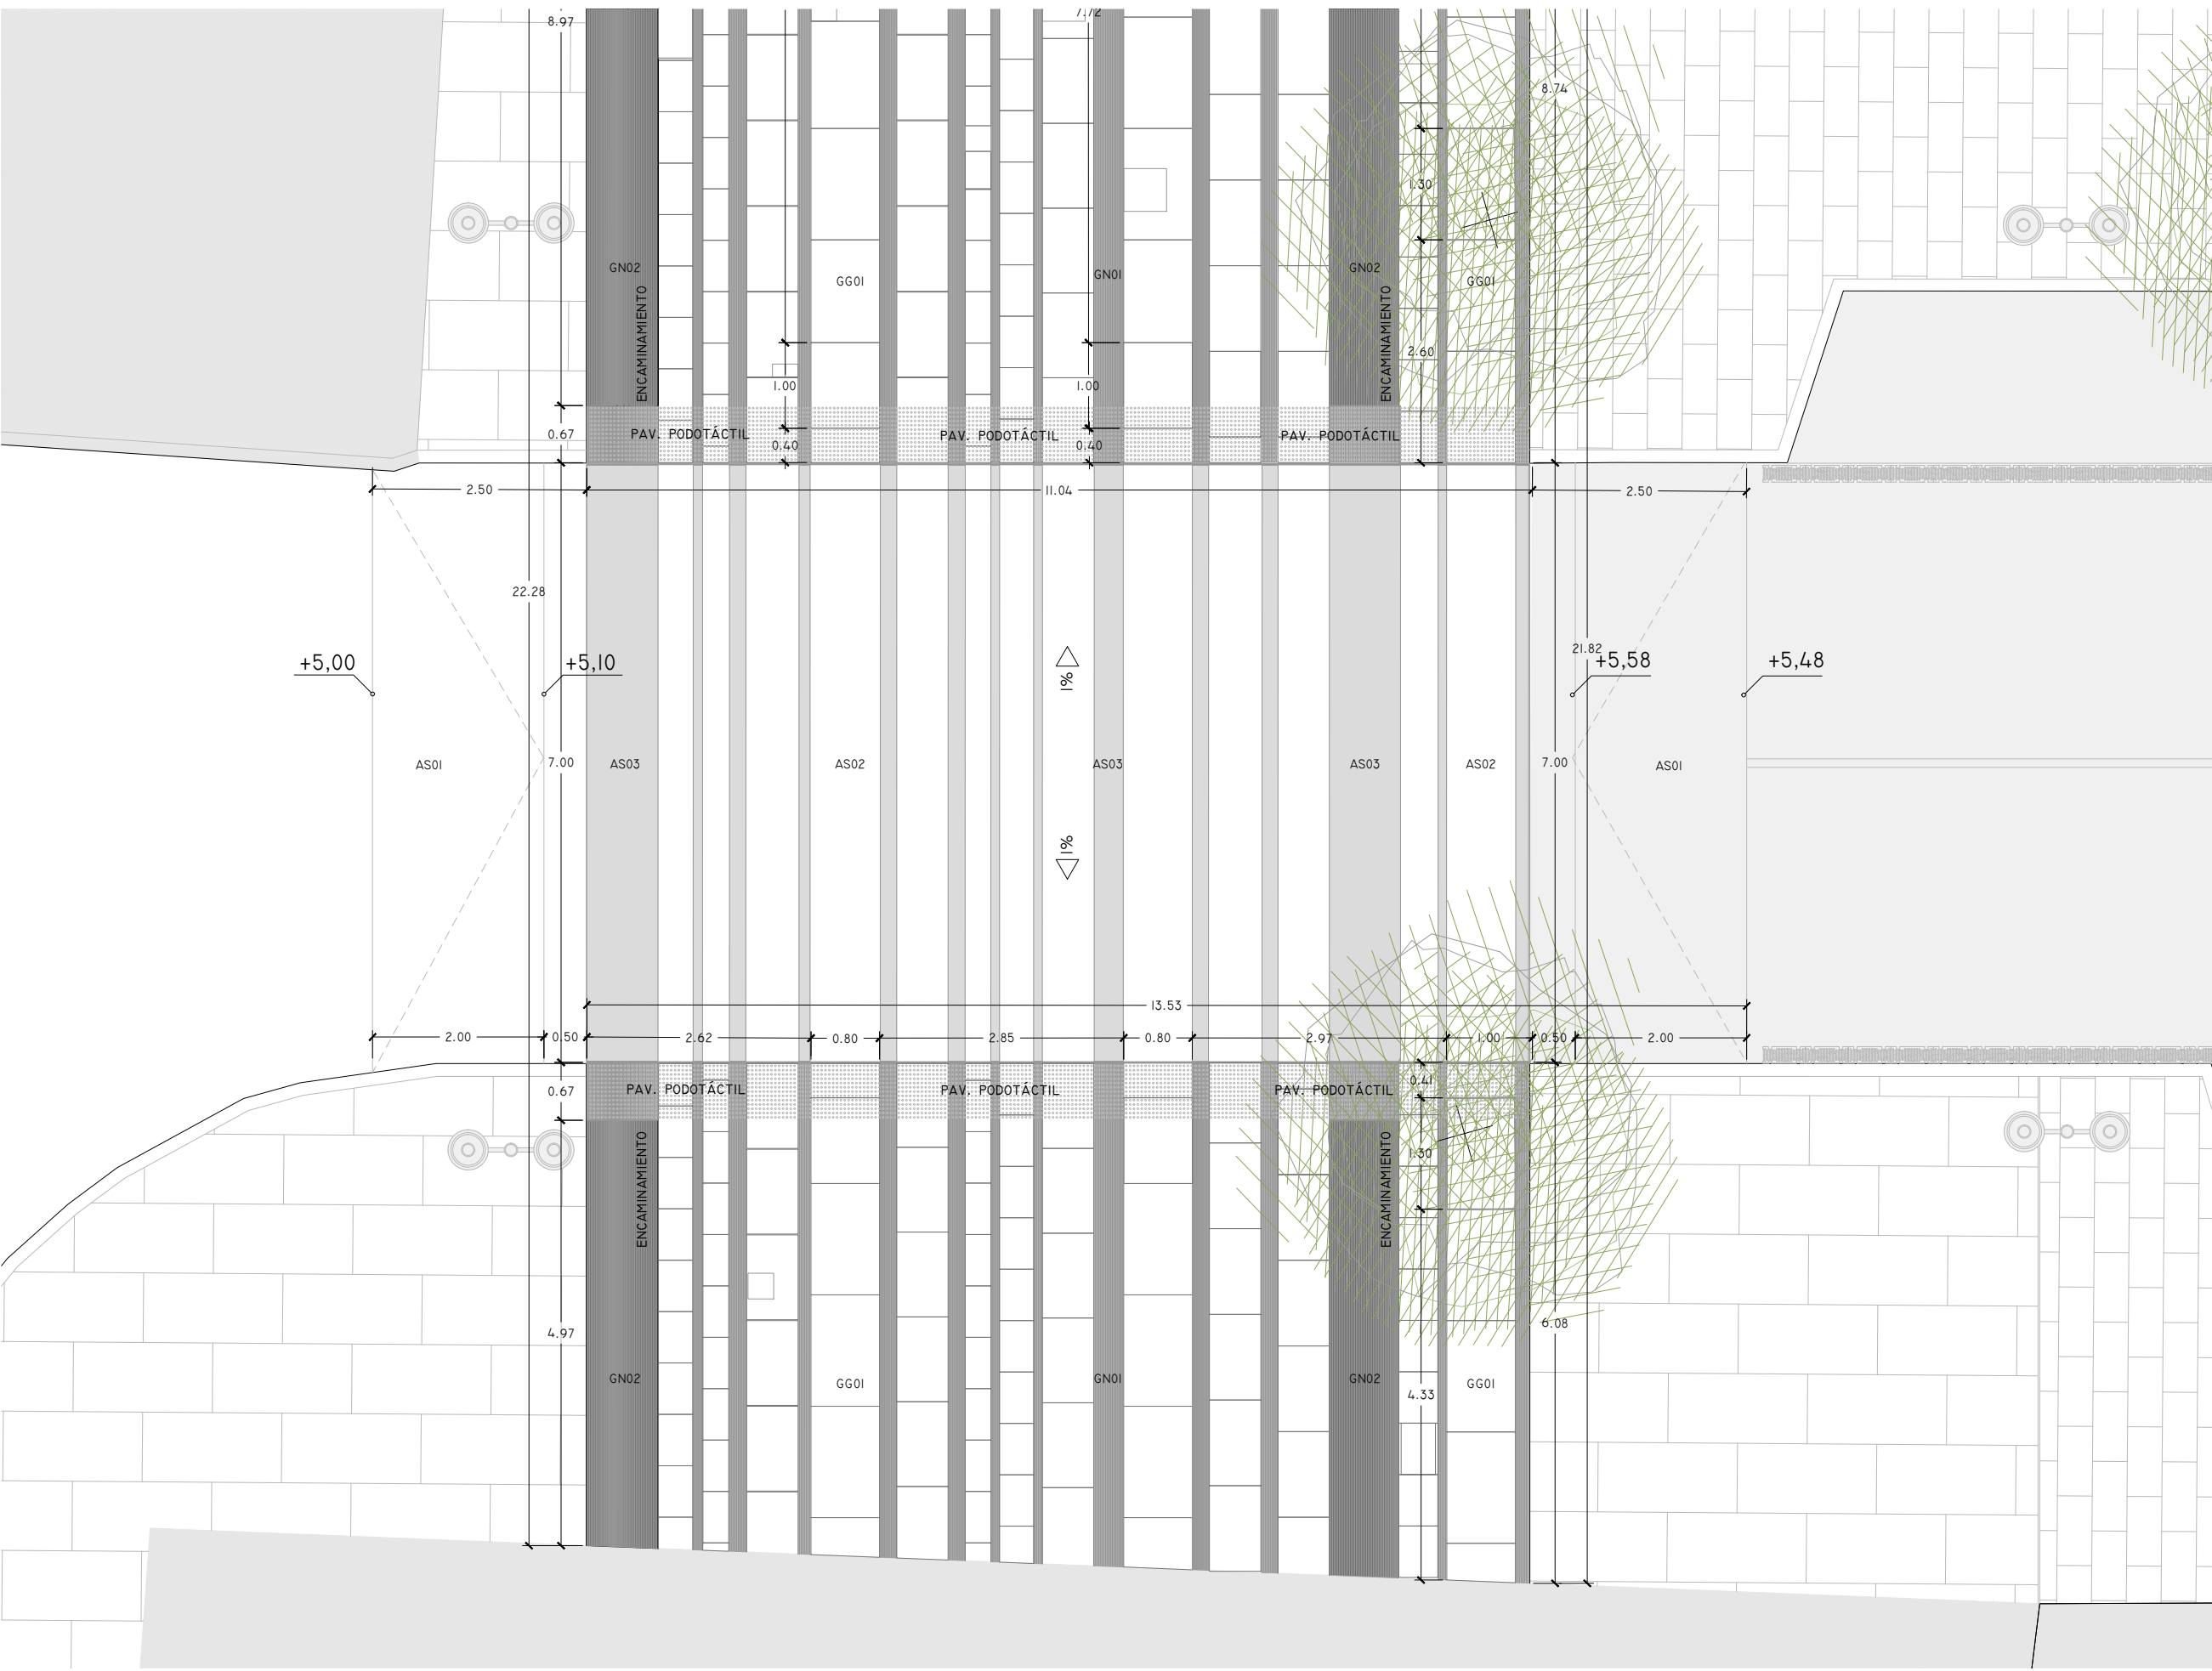 8.97
7.72
8.74
1.30
GN02
GG01
GN01
GN02
GG01
ENCAMINAMIENTO
ENCAMINAMIENTO
2.60
1.00
1.00
0.67
PAV. PODOTÁCTIL
PAV. PODOTÁCTIL
PAV. PODOTÁCTIL
0.40
0.40
2.50
11.04
2.50
22.28
21.82
+5,00
+5,10
+5,58
+5,48
1%
AS01
7.00
AS03
AS02
AS03
AS03
AS02
7.00
AS01
1%
13.53
2.00
0.50
2.62
0.80
2.85
0.80
2.97
1.00
0.50
2.00
0.67
PAV. PODOTÁCTIL
PAV. PODOTÁCTIL
PAV. PODOTÁCTIL
0.41
ENCAMINAMIENTO
ENCAMINAMIENTO
1.30
4.97
6.08
GN02
GG01
GN01
GN02
GG01
4.33